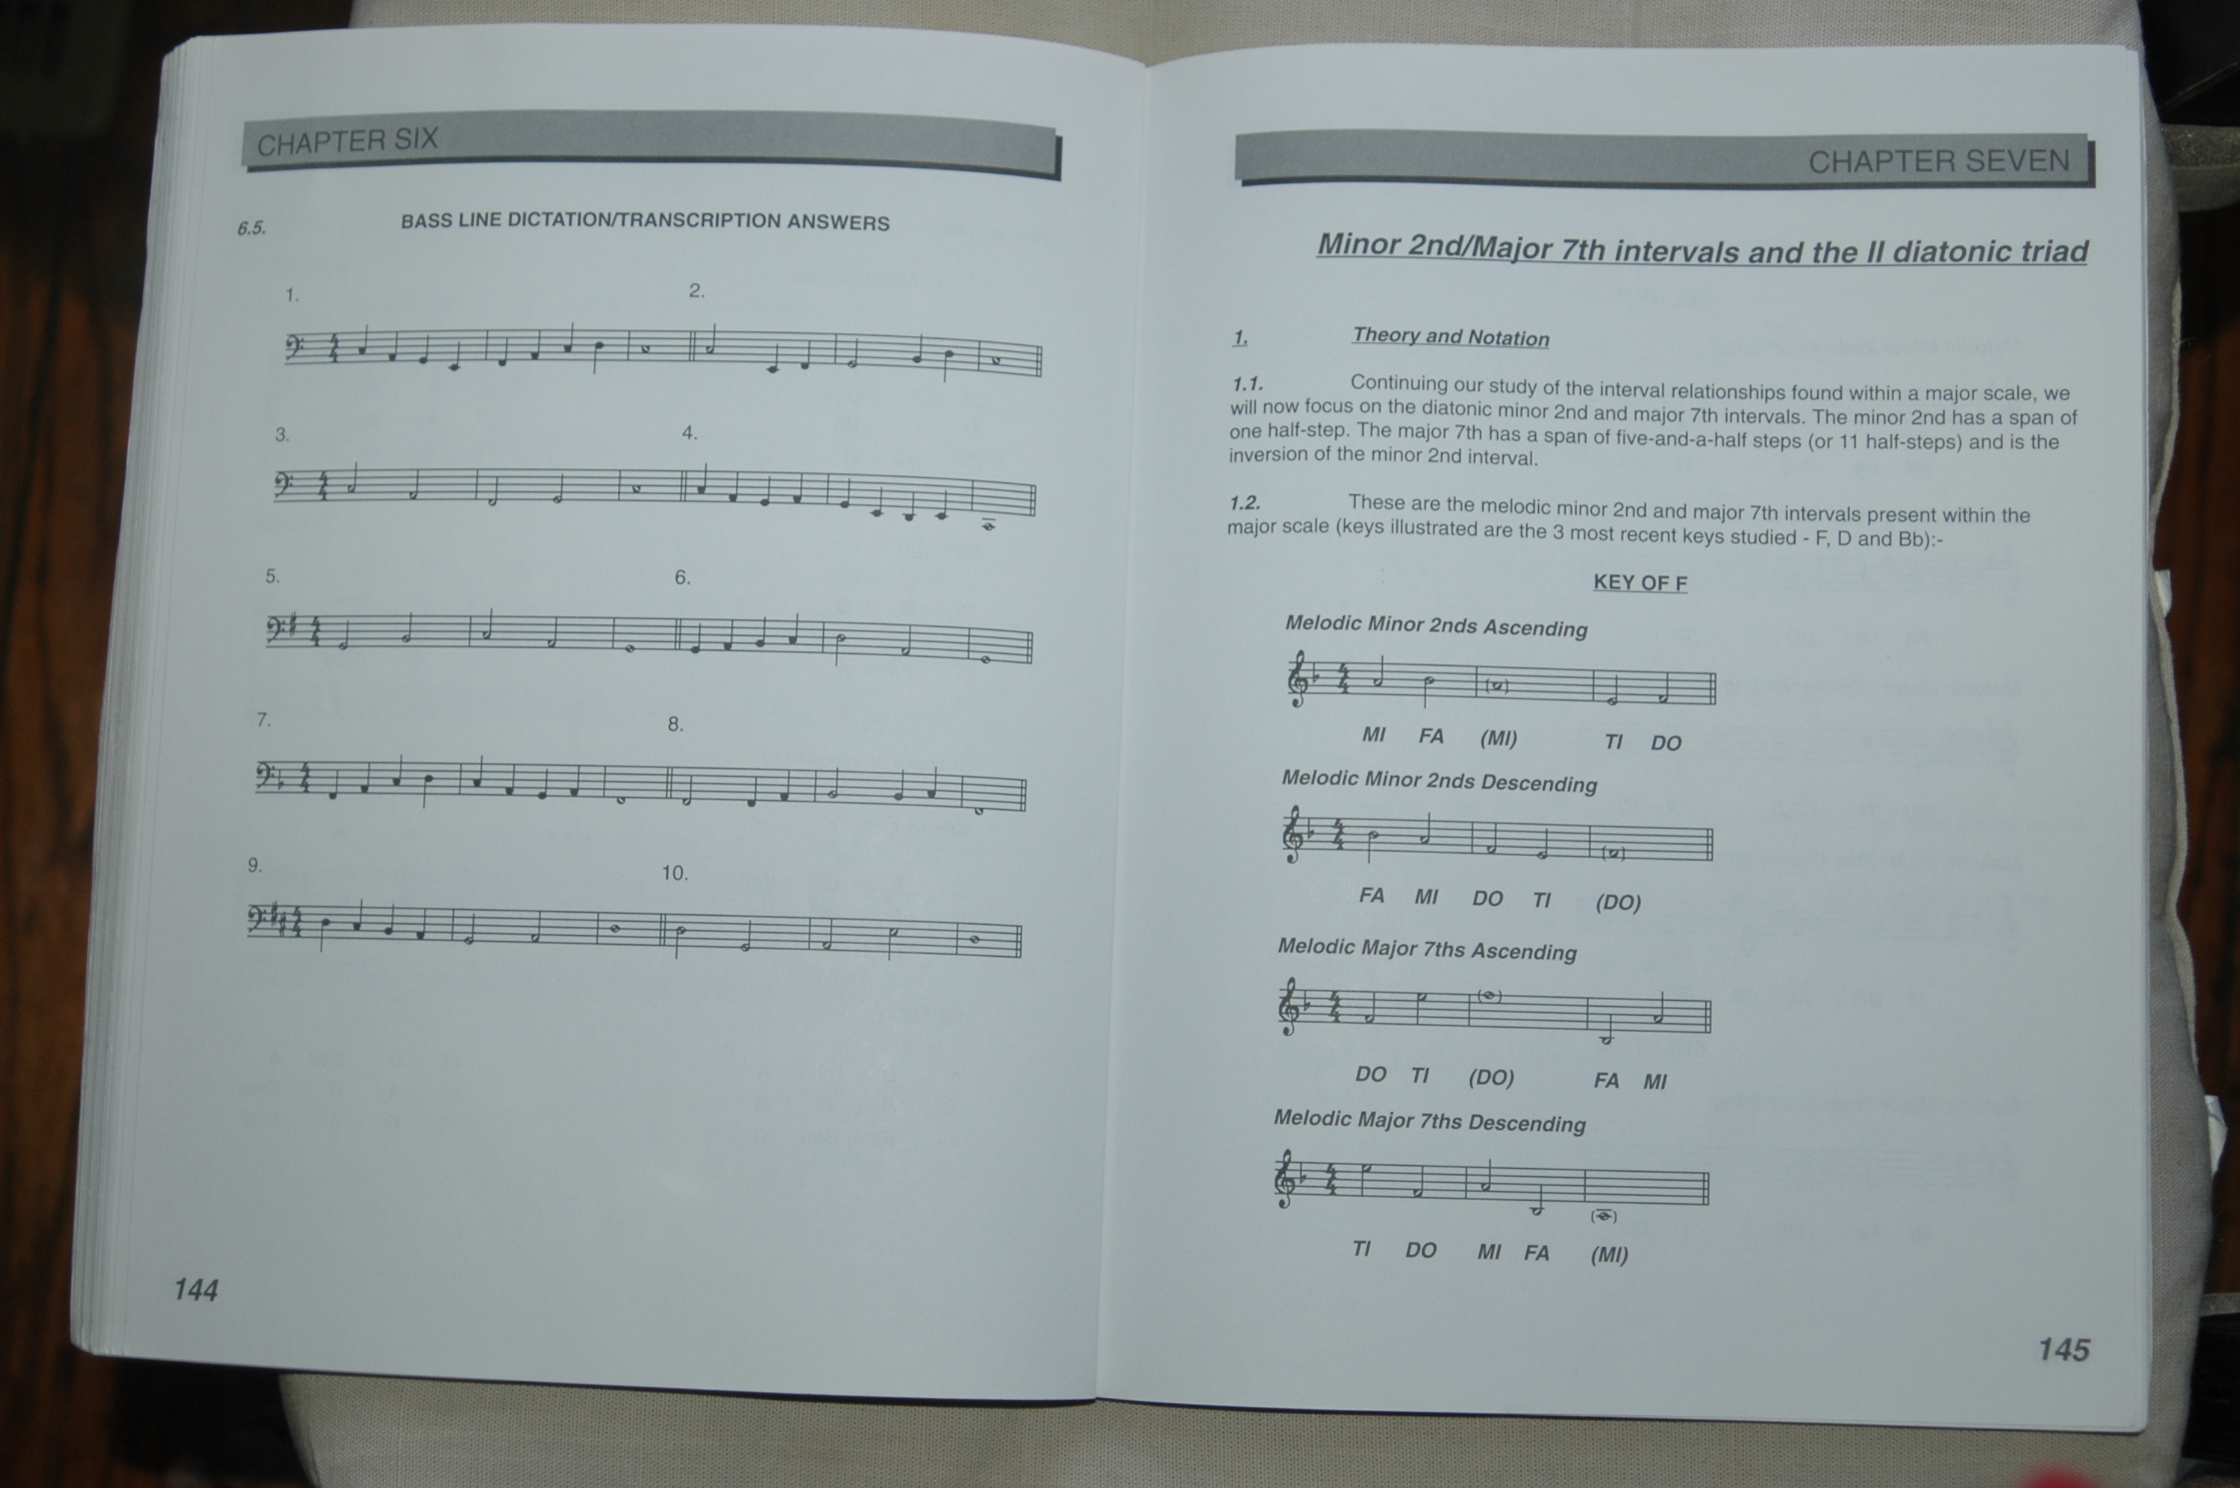 CHAPTER SIX
6.5. BASS LINE DICTATION/TRANSCRIPTION ANSWERS
1. 2.
3. 4.
5. 6.
7. 8.
9. 10.
144
CHAPTER SEVEN
Minor 2nd/Major 7th intervals and the II diatonic triad
1. Theory and Notation
1.1. Continuing our study of the interval relationships found within a major scale, we
will now focus on the diatonic minor 2nd and major 7th intervals. The minor 2nd has a span of
one half-step. The major 7th has a span of five-and-a-half steps (or 11 half-steps) and is the
inversion of the minor 2nd interval.
1.2. These are the melodic minor 2nd and major 7th intervals present within the
major scale (keys illustrated are the 3 most recent keys studied - F, D and Bb):-
KEY OF F
Melodic Minor 2nds Ascending
4
4
MI FA (MI) TI DO
Melodic Minor 2nds Descending
4
4
FA MI DO TI (DO)
Melodic Major 7ths Ascending
4
4
DO TI (DO) FA MI
Melodic Major 7ths Descending
4
4
TI DO MI FA (MI)
145